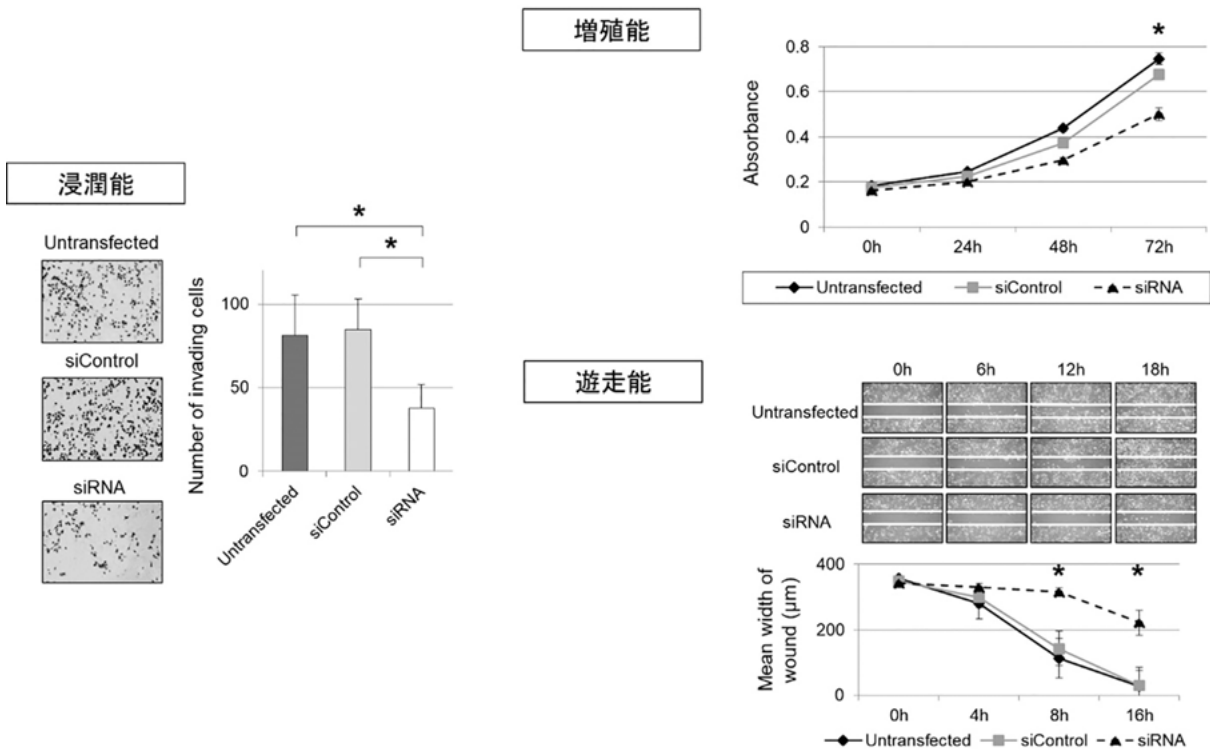 浸潤能
Untransfected
siControl
siRNA
*
*
Number of invading cells
100
50
0
Untransfected
siControl
siRNA
増殖能
*
Absorbance
0.8
0.6
0.4
0.2
0
0h 24h 48h 72h
Untransfected siControl siRNA
遊走能
0h 6h 12h 18h
Untransfected
siControl
siRNA
* *
Mean width of
wound (μm)
400
200
0
0h 4h 8h 16h
Untransfected siControl siRNA